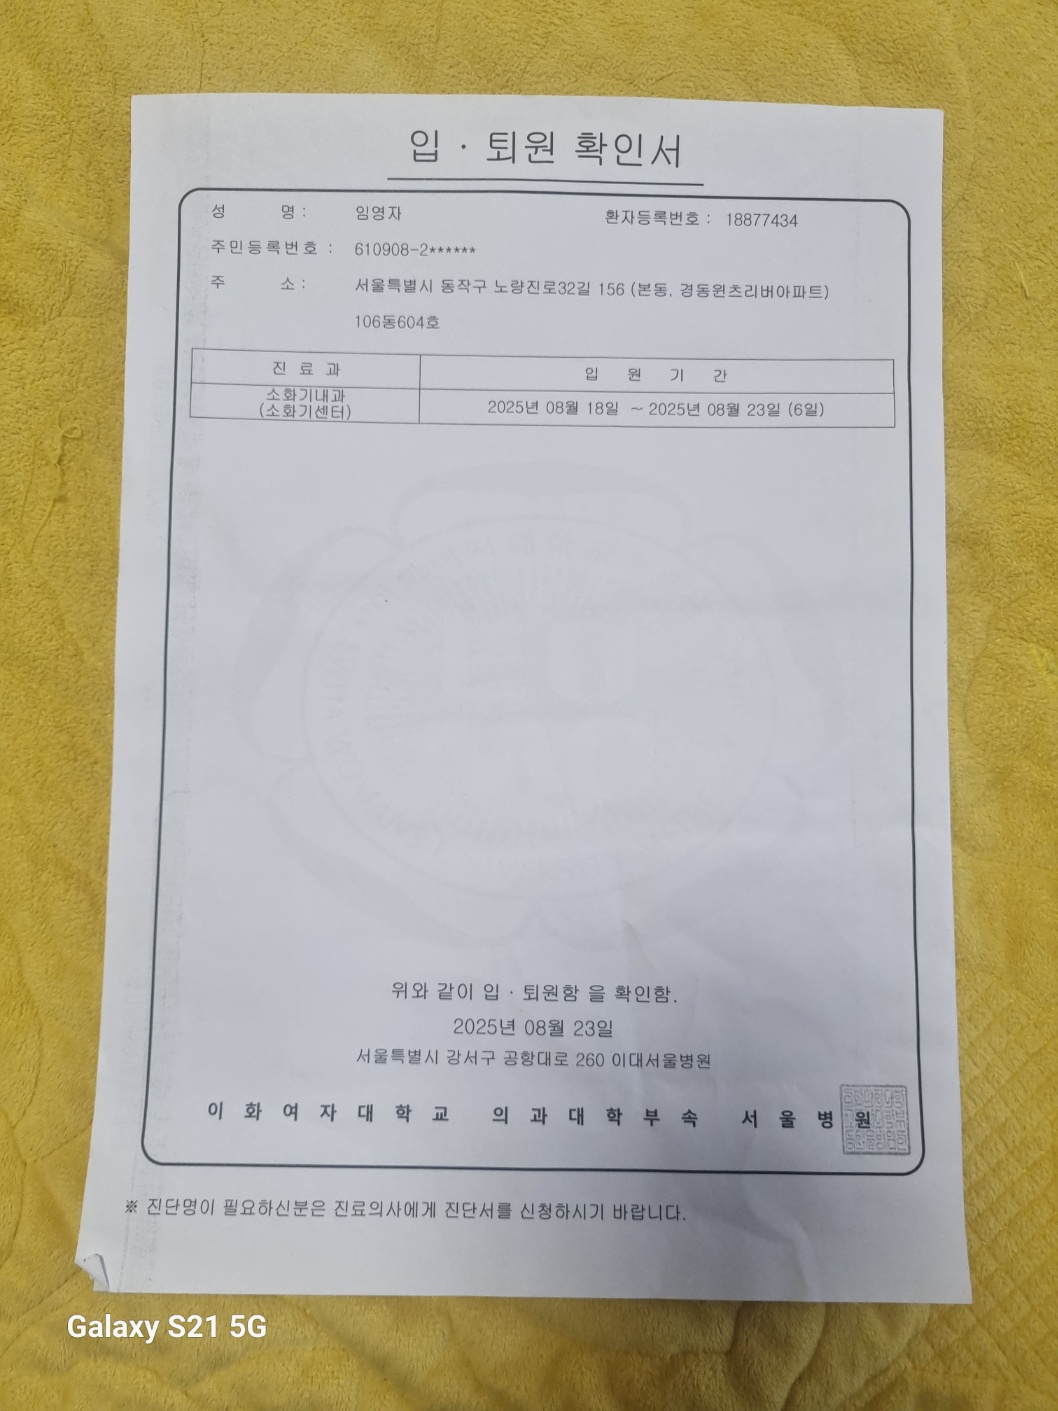 입 · 퇴원 확인서
성 명 : 임영자 환자등록번호 : 18877434
주민등록번호 : 610908-2******
주 소 : 서울특별시 동작구 노량진로32길 156 (본동, 경동윈츠리버아파트)
106동604호
진 료 과 입 원 기 간
소화기내과
(소화기센터) 2025년 08월 18일 ~ 2025년 08월 23일 (6일)
위와 같이 입 · 퇴원함 을 확인함.
2025년 08월 23일
서울특별시 강서구 공항대로 260 이대서울병원
이 화 여 자 대 학 교 의 과 대 학 부 속 서 울 병 원
※ 진단명이 필요하신분은 진료의사에게 진단서를 신청하시기 바랍니다.
Galaxy S21 5G